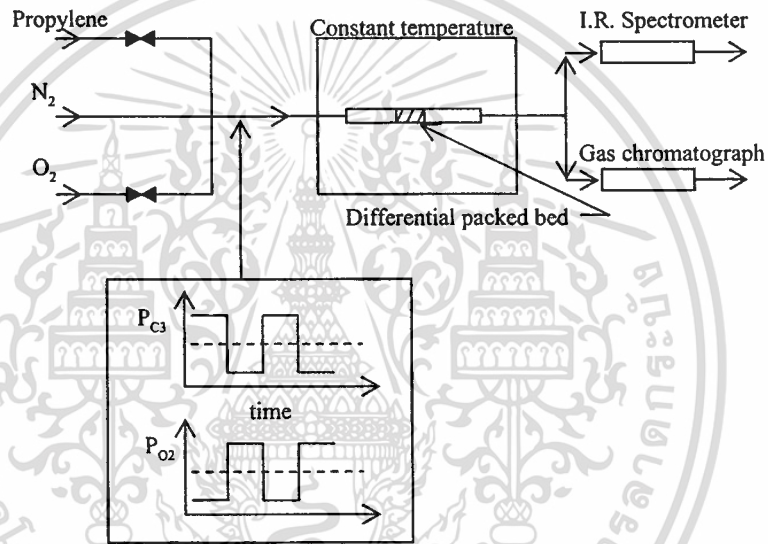 Propylene
Constant temperature
I.R. Spectrometer
N2
O2
Gas chromatograph
Differential packed bed
PC3
time
PO2